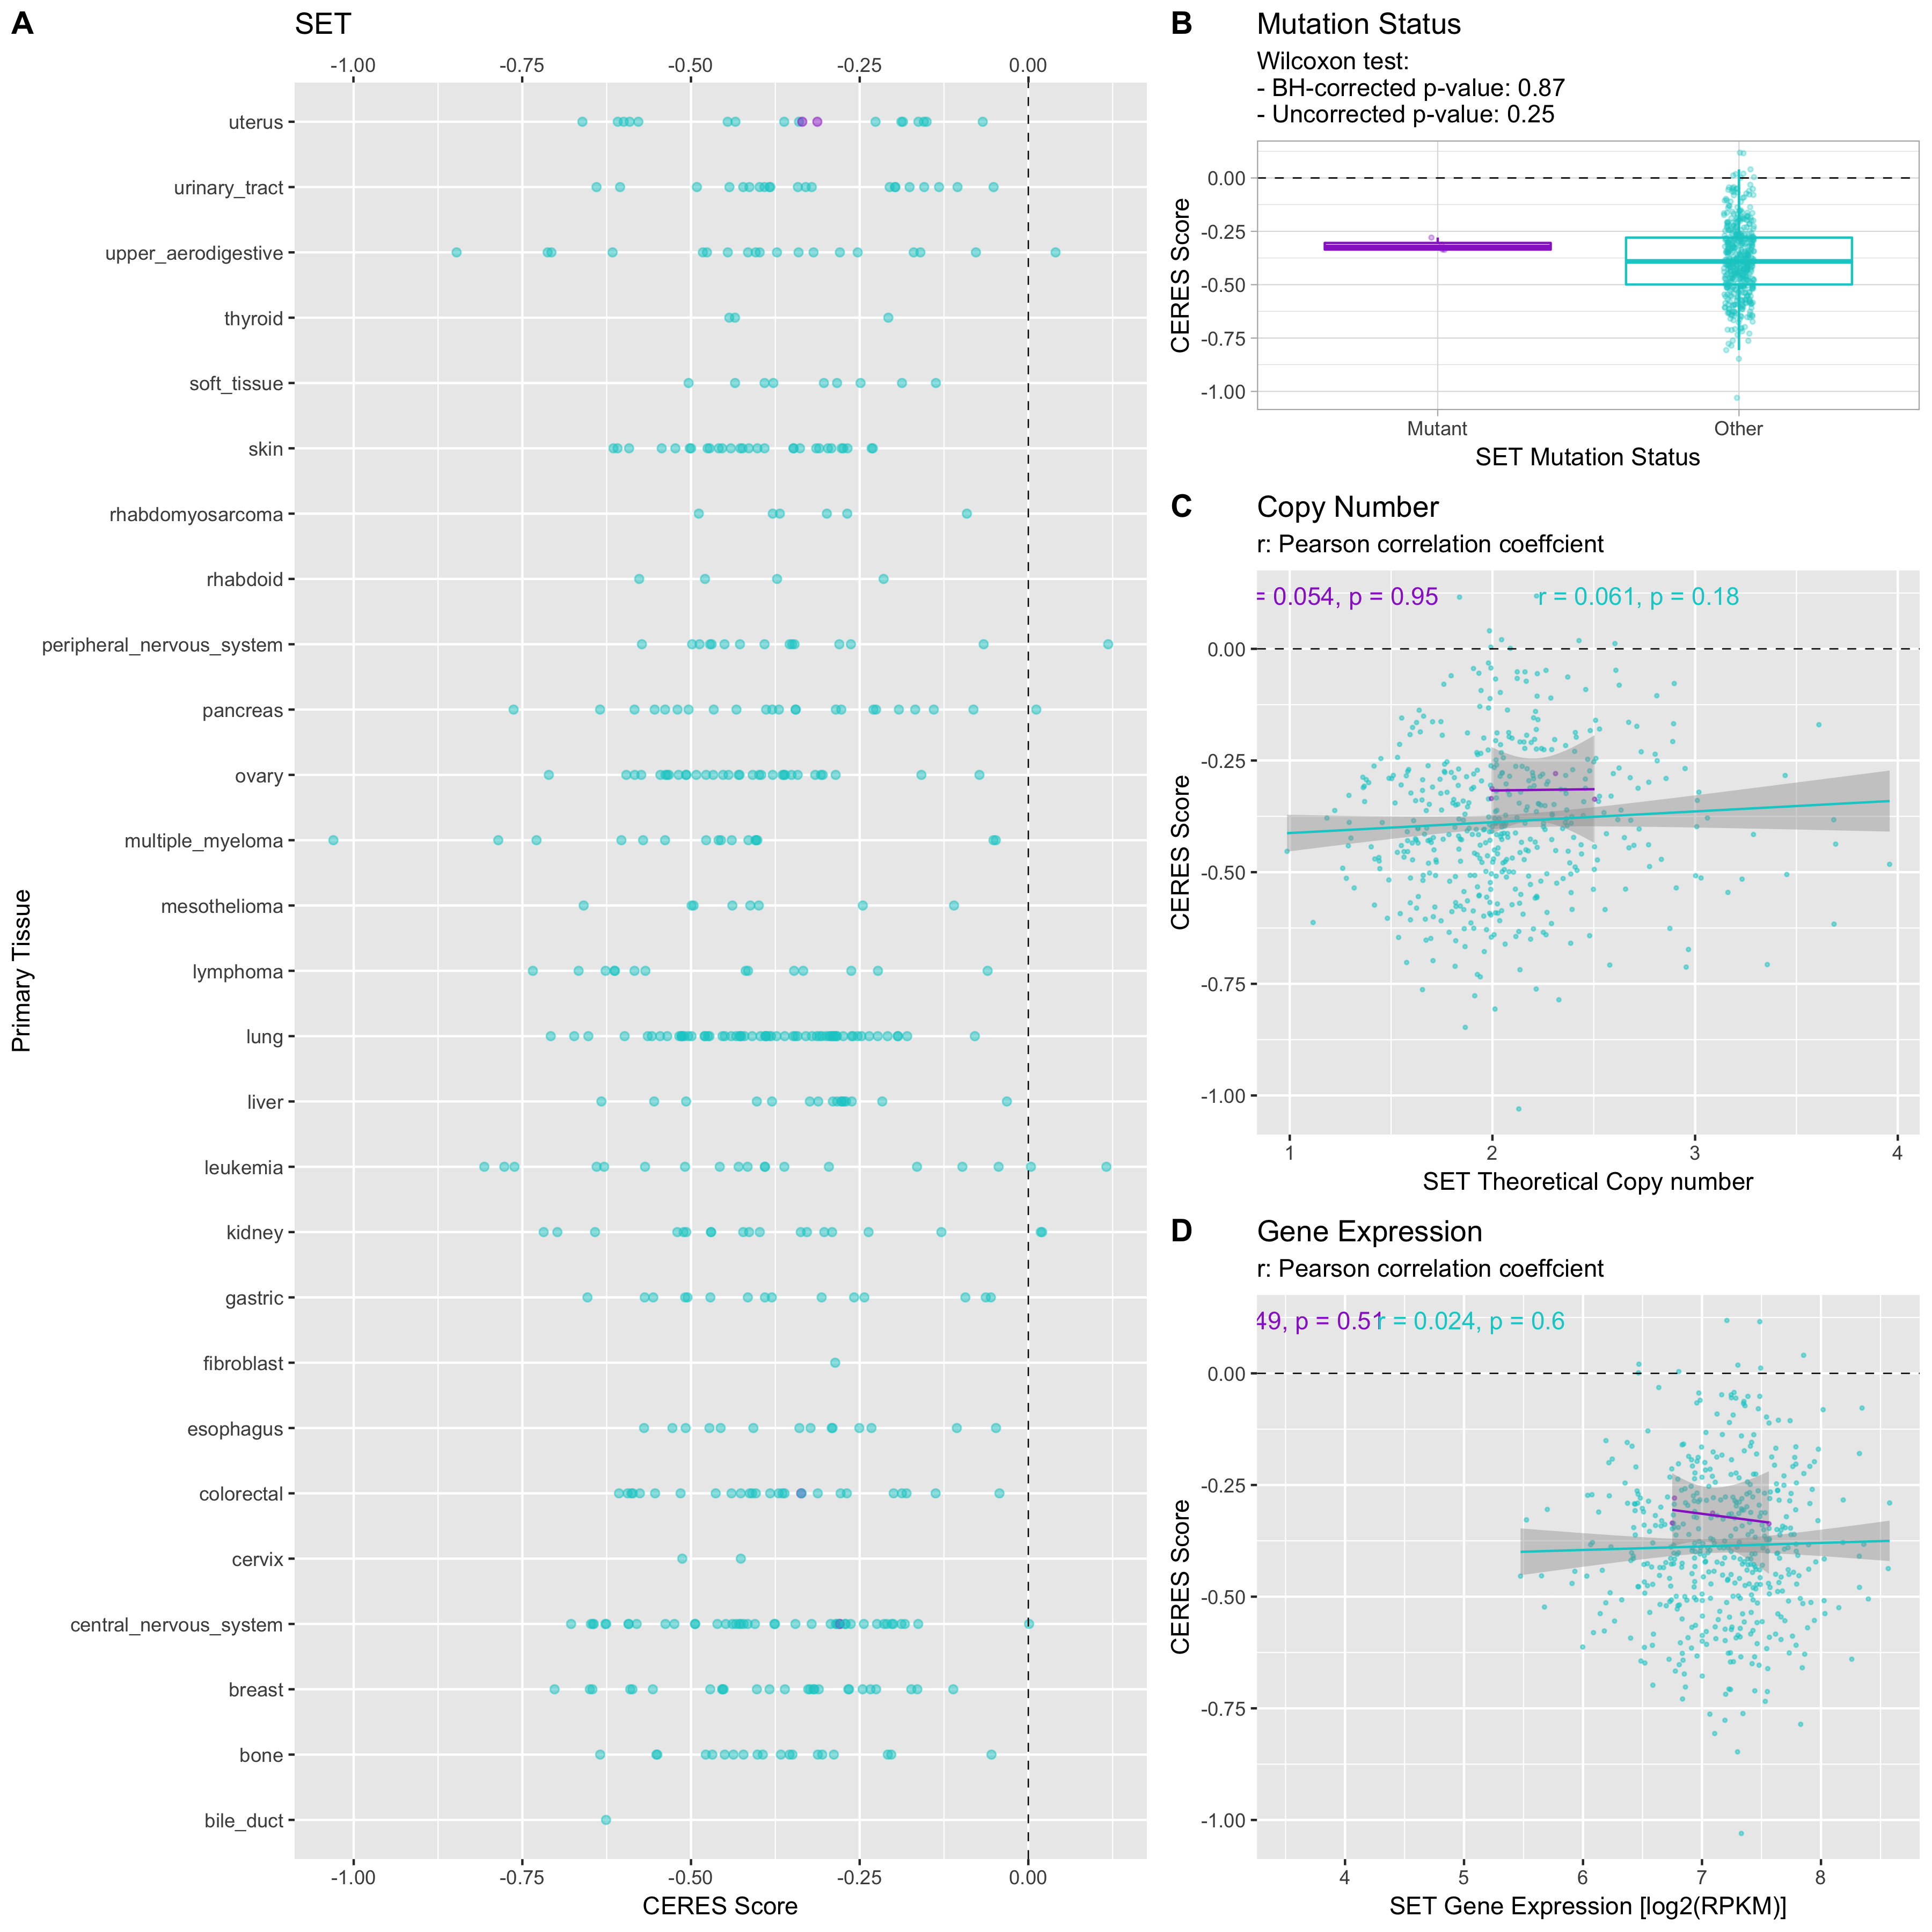 A
SET
-1.00 -0.75 -0.50 -0.25 0.00
Primary Tissue
uterus
urinary_tract
upper_aerodigestive
thyroid
soft_tissue
skin
rhabdomyosarcoma
rhabdoid
peripheral_nervous_system
pancreas
ovary
multiple_myeloma
mesothelioma
lymphoma
lung
liver
leukemia
kidney
gastric
fibroblast
esophagus
colorectal
cervix
central_nervous_system
breast
bone
bile_duct
-1.00 -0.75 -0.50 -0.25 0.00
CERES Score
B
Mutation Status
Wilcoxon test:
- BH-corrected p-value: 0.87
- Uncorrected p-value: 0.25
CERES Score
0.00
-0.25
-0.50
-0.75
-1.00
Mutant Other
SET Mutation Status
C
Copy Number
r: Pearson correlation coeffcient
= 0.054, p = 0.95 r = 0.061, p = 0.18
CERES Score
0.00
-0.25
-0.50
-0.75
-1.00
1 2 3 4
SET Theoretical Copy number
D
Gene Expression
r: Pearson correlation coeffcient
49, p = 0.51 r = 0.024, p = 0.6
CERES Score
0.00
-0.25
-0.50
-0.75
-1.00
4 5 6 7 8
SET Gene Expression [log2(RPKM)]